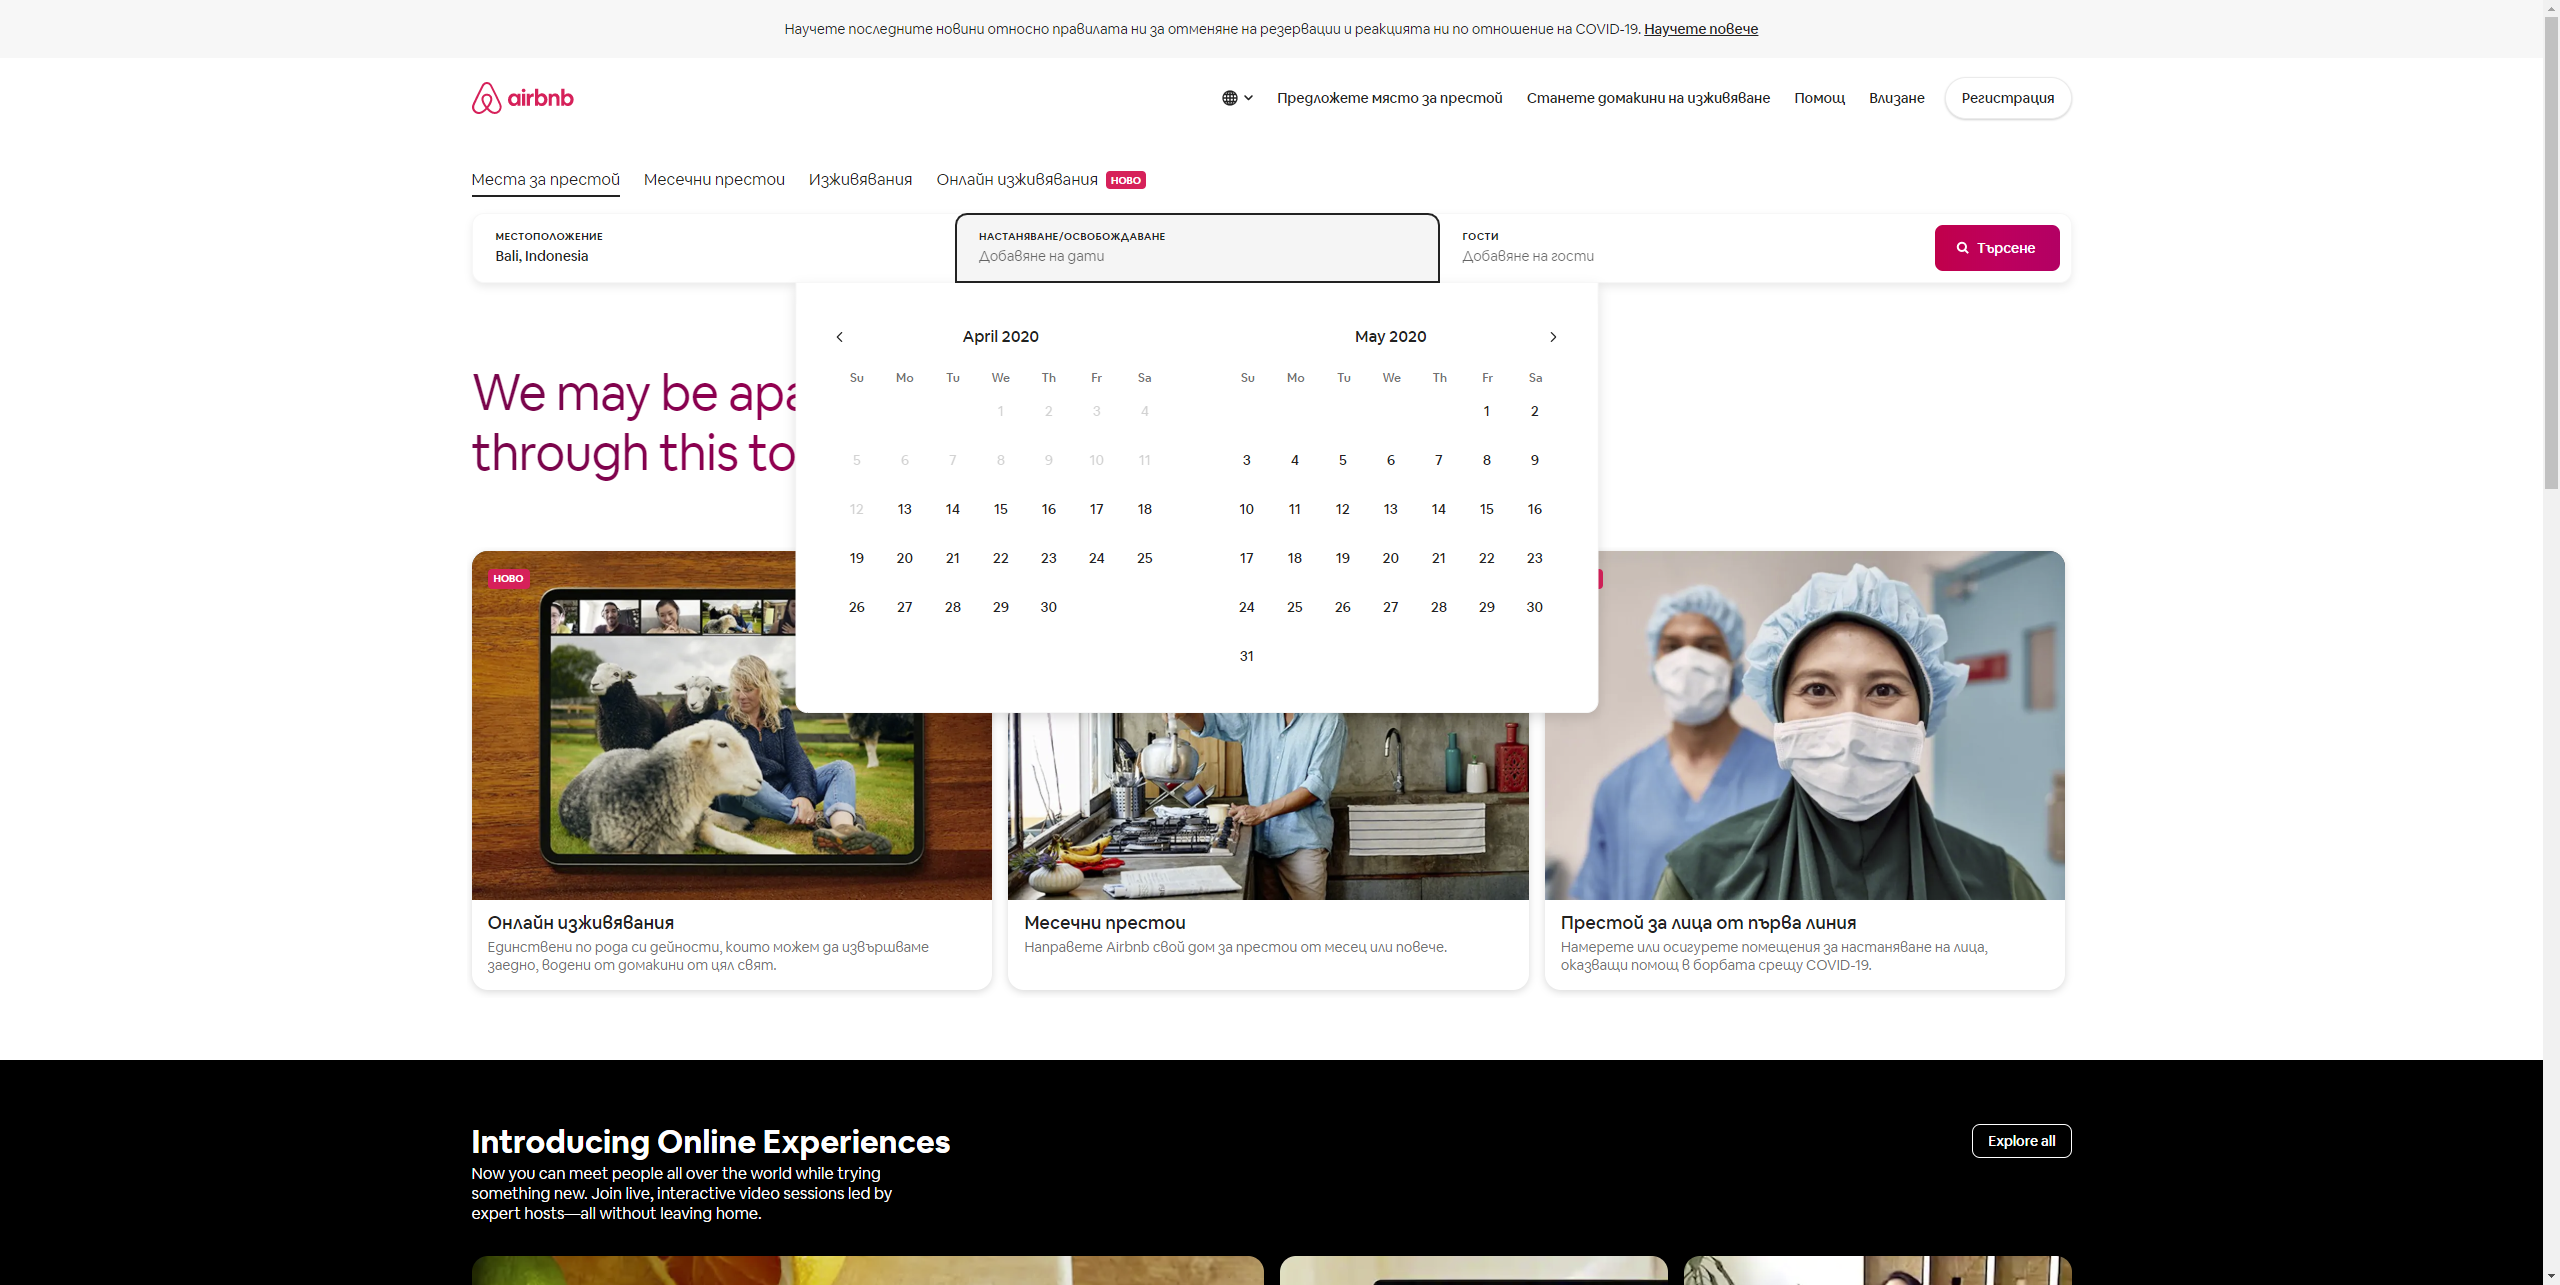 Научете последните новини относно правилата ни за отменяне на резервации и реакцията ни по отношение на COVID-19. Научете повече
airbnb
Предложете място за престой
Станете домакини на изживяване
Помощ
Влизане
Регистрация
Места за престой
Месечни престои
Изживявания
Онлайн изживявания
НОВО
МЕСТОПОЛОЖЕНИЕ
Bali, Indonesia
НАСТАНЯВАНЕ/ОСВОБОЖДАВАНЕ
Добавяне на дати
ГОСТИ
Добавяне на гости
Търсене
We may be
through this
April 2020
Su Mo Tu We Th Fr Sa
1 2 3 4
5 6 7 8 9 10 11
12 13 14 15 16 17 18
19 20 21 22 23 24 25
26 27 28 29 30
May 2020
Su Mo Tu We Th Fr Sa
1 2
3 4 5 6 7 8 9
10 11 12 13 14 15 16
17 18 19 20 21 22 23
24 25 26 27 28 29 30
31
НОВО
Онлайн изживявания
Единствени по рода си дейности, които можем да извършваме
заедно, водени от домакини от цял свят.
Месечни престои
Направете Airbnb свой дом за престои от месец или повече.
Престой за лица от първа линия
Намерете или осигурете помещения за настаняване на лица,
оказващи помощ в борбата срещу COVID-19.
Introducing Online Experiences
Now you can meet people all over the world while trying
something new. Join live, interactive video sessions led by
expert hosts—all without leaving home.
Explore all